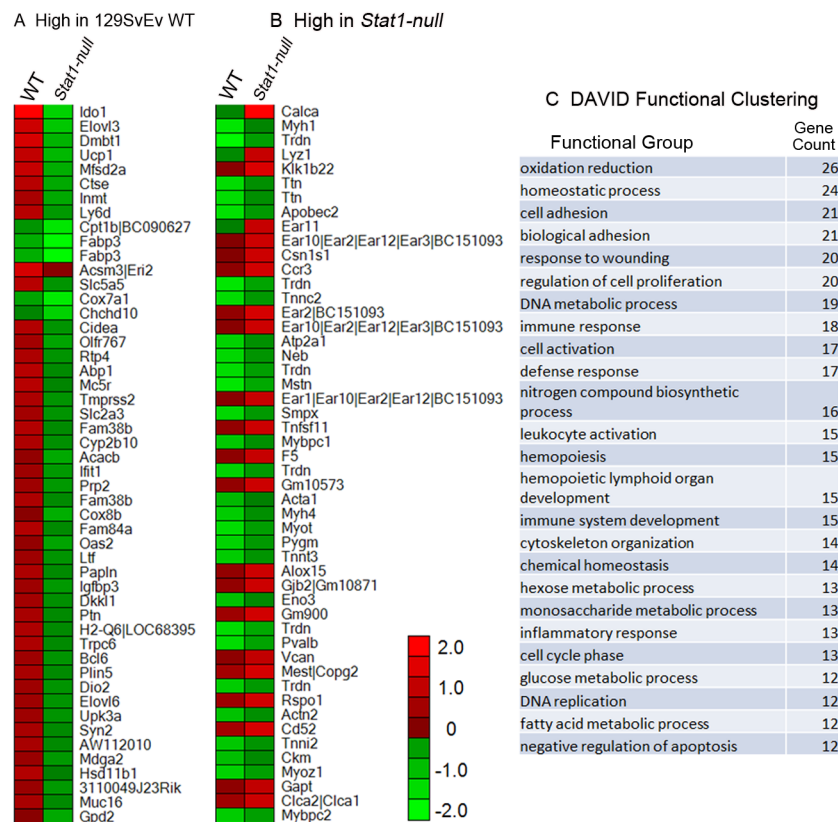 A High in 129SvEv WT
WT
Stat1-null
Ido1
Elovl3
Dmbt1
Ucp1
Mfsd2a
Ctse
Inmt
Ly6d
Cpt1b|BC090627
Fabp3
Fabp3
Acsm3|Eri2
Slc5a5
Cox7a1
Chchd10
Cidea
Olfr767
Rtp4
Abp1
Mc5r
Tmprss2
Slc2a3
Fam38b
Cyp2b10
Acacb
Ifit1
Prp2
Fam38b
Cox8b
Fam84a
Oas2
Ltf
Papln
Igfbp3
Dkkl1
Ptn
H2-Q6|LOC68395
Trpc6
Bcl6
Plin5
Dio2
Elovl6
Upk3a
Syn2
AW112010
Mdga2
Hsd11b1
3110049J23Rik
Muc16
Gpd2
B High in Stat1-null
WT
Stat1-null
Calca
Myh1
Trdn
Lyz1
Klk1b22
Ttn
Ttn
Apobec2
Ear11
Ear10|Ear2|Ear12|Ear3|BC151093
Csn1s1
Ccr3
Trdn
Tnnc2
Ear2|BC151093
Ear10|Ear2|Ear12|Ear3|BC151093
Atp2a1
Neb
Trdn
Mstn
Ear1|Ear10|Ear2|Ear12|BC151093
Smpx
Tnfsf11
Mybpc1
F5
Trdn
Gm10573
Acta1
Myh4
Myot
Pygm
Tnnt3
Alox15
Gjb2|Gm10871
Eno3
Gm900
Trdn
Pvalb
Vcan
Mest|Copg2
Trdn
Rspo1
Actn2
Cd52
Tnni2
Ckm
Myoz1
Gapt
Clca2|Clca1
Mybpc2
2.0
1.0
0
-1.0
-2.0
C DAVID Functional Clustering
Functional Group Gene Count
oxidation reduction 26
homeostatic process 24
cell adhesion 21
biological adhesion 21
response to wounding 20
regulation of cell proliferation 20
DNA metabolic process 19
immune response 18
cell activation 17
defense response 17
nitrogen compound biosynthetic
process 16
leukocyte activation 15
hemopoiesis 15
hemopoietic lymphoid organ
development 15
immune system development 15
cytoskeleton organization 14
chemical homeostasis 14
hexose metabolic process 13
monosaccharide metabolic process 13
inflammatory response 13
cell cycle phase 13
glucose metabolic process 12
DNA replication 12
fatty acid metabolic process 12
negative regulation of apoptosis 12